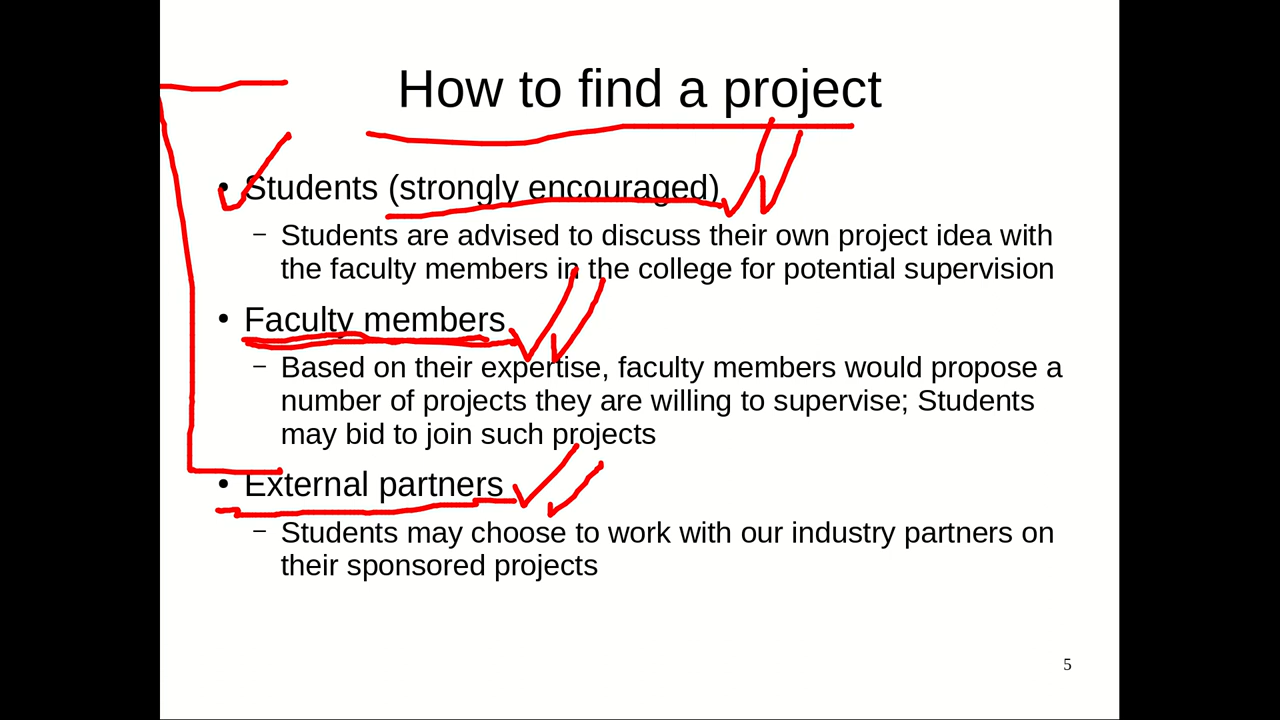 How to find a project
• Students (strongly encouraged)
– Students are advised to discuss their own project idea with
the faculty members in the college for potential supervision
• Faculty members
– Based on their expertise, faculty members would propose a
number of projects they are willing to supervise; Students
may bid to join such projects
• External partners
– Students may choose to work with our industry partners on
their sponsored projects
5